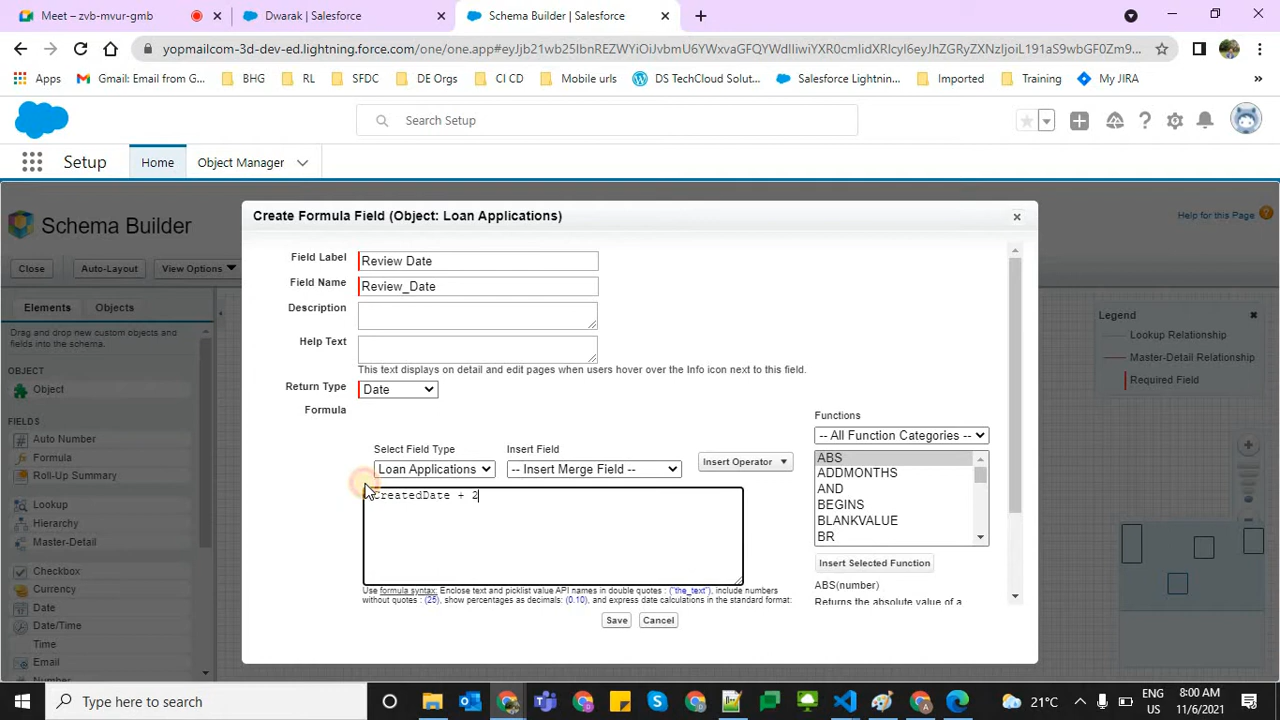 Meet – zvb-mvur-gmb
Dwarak | Salesforce
Schema Builder | Salesforce
yopmailcom-3d-dev-ed.lightning.force.com
Apps
Gmail: Email from G...
BHG
RL
SFDC
DE Orgs
CI CD
Mobile urls
DS TechCloud Solut...
Salesforce Lightnin...
Imported
Training
My JIRA
Search Setup
Setup
Home
Object Manager
Schema Builder
Help for this Page
Close
Auto-Layout
View Options
Elements
Objects
Drag and drop new custom objects and
fields into the schema.
OBJECT
Object
FIELDS
Auto Number
Formula
Roll-Up Summary
Lookup
Hierarchy
Master-Detail
Checkbox
Currency
Date
Date/Time
Time
Email
Number
Create Formula Field (Object: Loan Applications)
Field Label
Review Date
Field Name
Review_Date
Description
Help Text
This text displays on detail and edit pages when users hover over the Info icon next to this field.
Return Type
Date
Formula
Select Field Type
Loan Applications
Insert Field
-- Insert Merge Field --
Insert Operator
CreatedDate + 2
Use formula syntax: Enclose text and picklist value API names in double quotes : ("the_text"), include numbers
without quotes : (25), show percentages as decimals: (0.10), and express date calculations in the standard format:
Functions
-- All Function Categories --
ABS
ADDMONTHS
AND
BEGINS
BLANKVALUE
BR
Insert Selected Function
ABS(number)
Returns the absolute value of a
Save
Cancel
Legend
Lookup Relationship
Master-Detail Relationship
Required Field
Type here to search
21°C
ENG
US
8:00 AM
11/6/2021